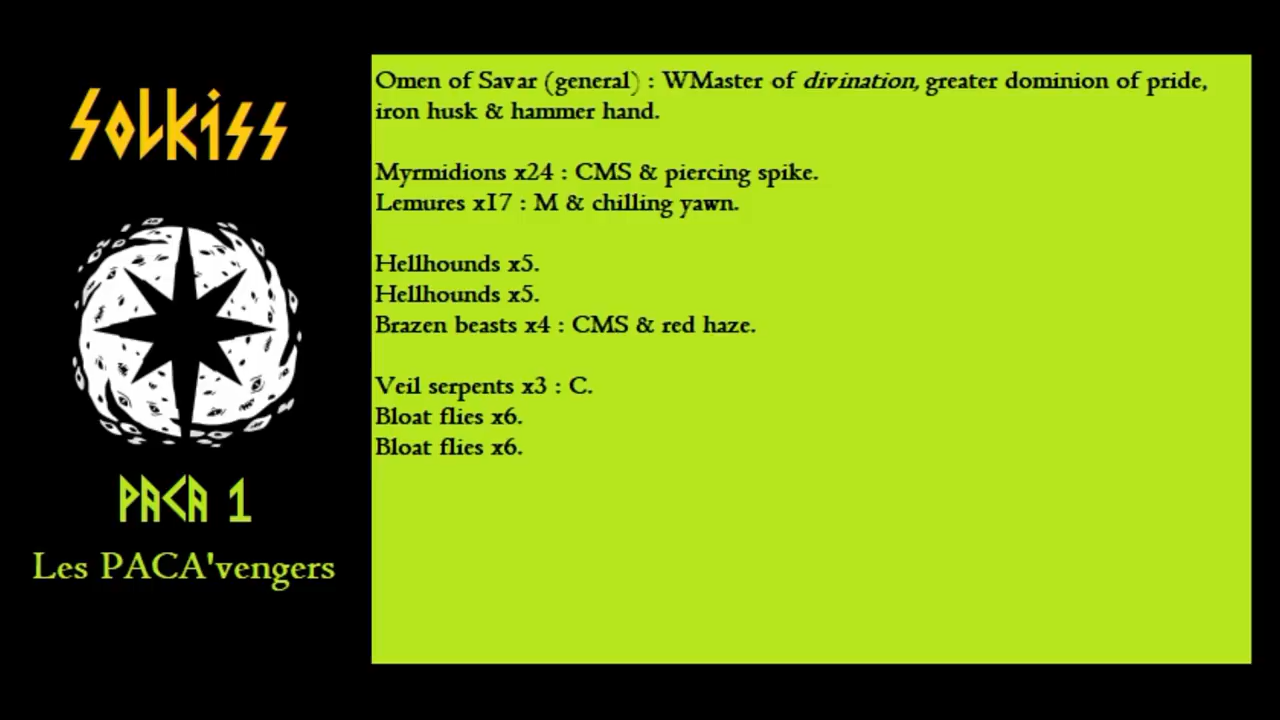 Solkiss
PACA 1
Les PACA'vengers
Omen of Savar (general) : WMaster of divination, greater dominion of pride,
iron husk & hammer hand.
Myrmidions x24 : CMS & piercing spike.
Lemures x17 : M & chilling yawn.
Hellhounds x5.
Hellhounds x5.
Brazen beasts x4 : CMS & red haze.
Veil serpents x3 : C.
Bloat flies x6.
Bloat flies x6.